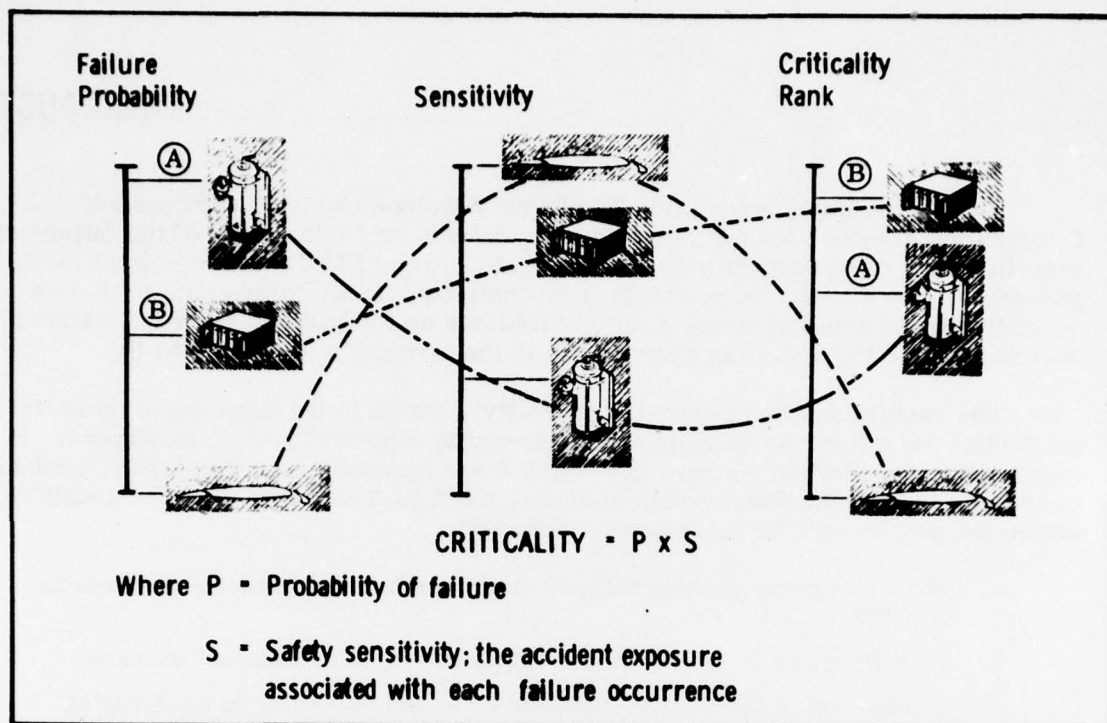 Failure
Probability
Sensitivity
Criticality
Rank
A
B
B
A
CRITICALITY = P x S
Where P = Probability of failure
S = Safety sensitivity; the accident exposure
associated with each failure occurrence